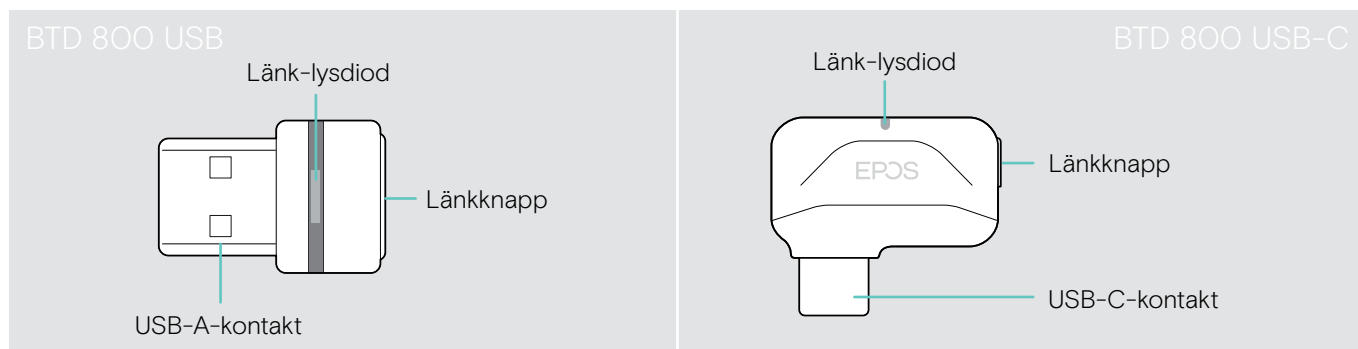 BTD 800 USB
Länk-lysdiod
Länkknapp
USB-A-kontakt
BTD 800 USB-C
Länk-lysdiod
EPOS
Länkknapp
USB-C-kontakt